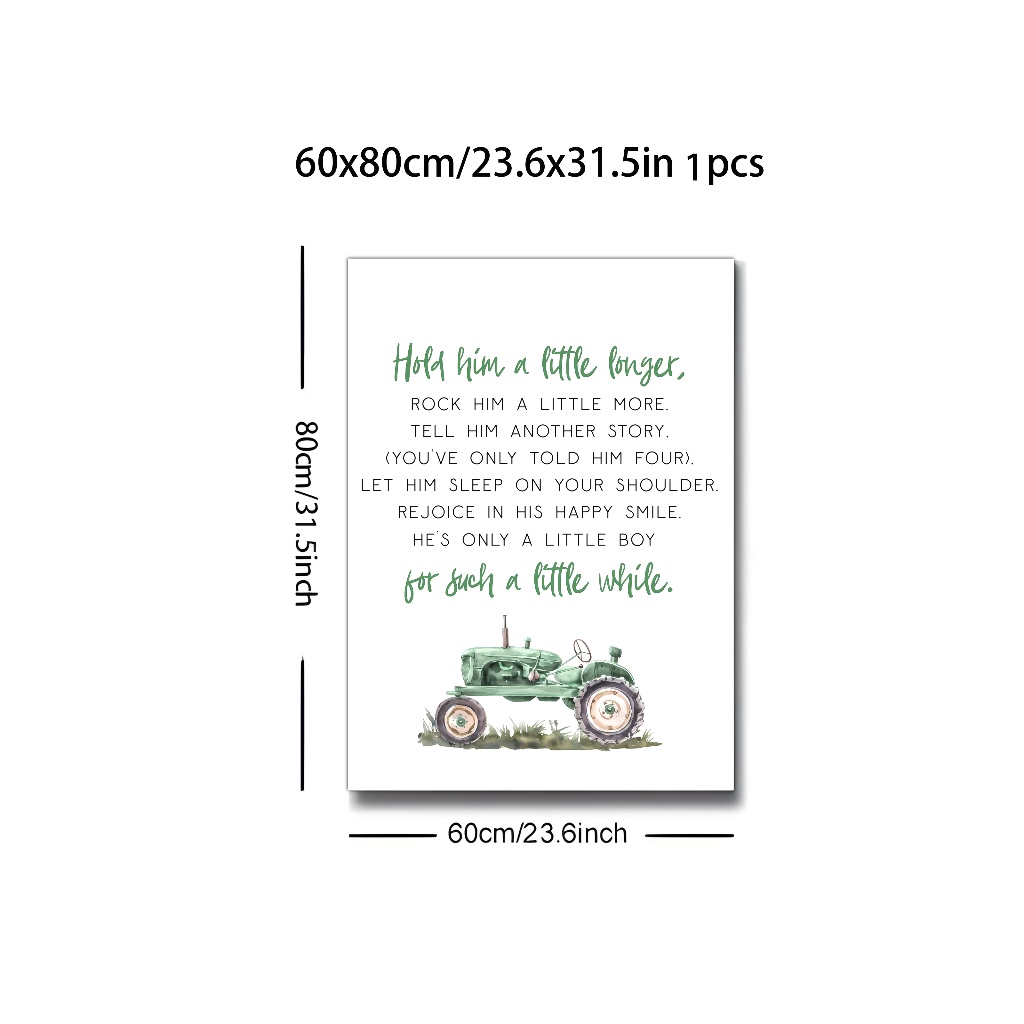 60x80cm/23.6x31.5in 1pcs
80cm/31.5inch
Hold him a little longer,
ROCK HIM A LITTLE MORE.
TELL HIM ANOTHER STORY.
(YOU'VE ONLY TOLD HIM FOUR).
LET HIM SLEEP ON YOUR SHOULDER.
REJOICE IN HIS HAPPY SMILE.
HE'S ONLY A LITTLE BOY
for such a little while.
60cm/23.6inch